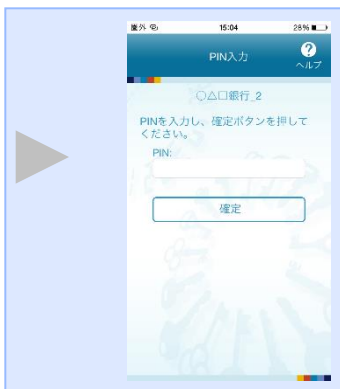 圏外 15:04 28%
PIN入力
ヘルプ
○△□銀行_2
PINを入力し、確定ボタンを押して
ください。
PIN:
確定